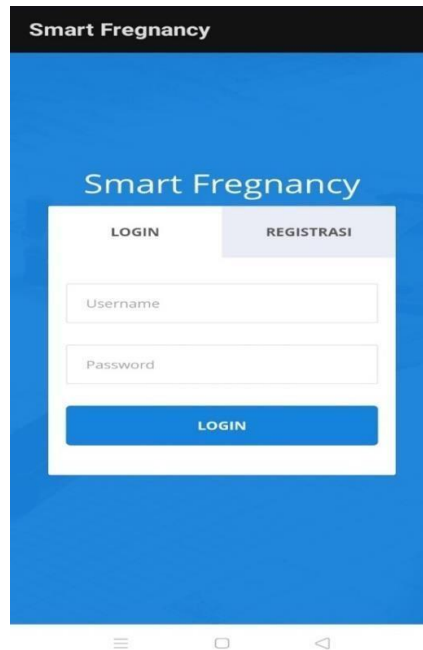 Smart Fregnancy
Smart Fregnancy
LOGIN REGISTRASI
Username
Password
LOGIN